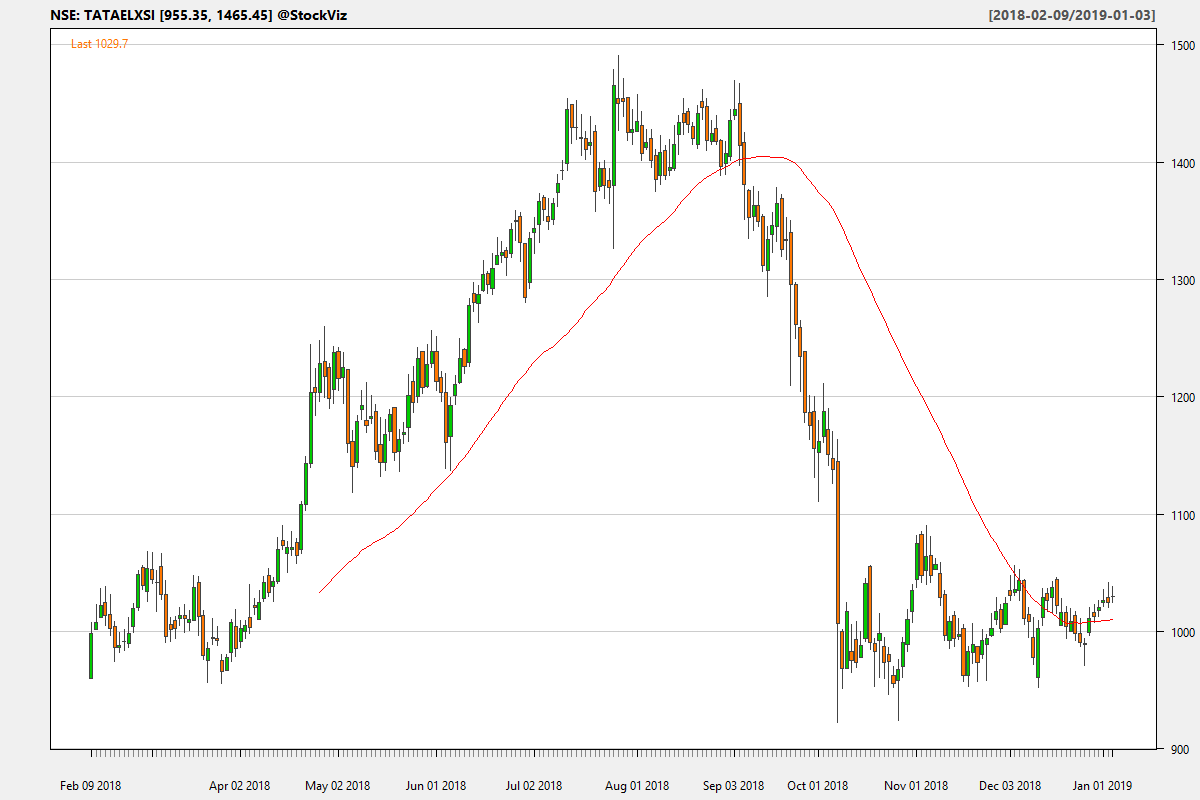 NSE: TATAELXSI [955.35, 1465.45] @StockViz
[2018-02-09/2019-01-03]
Last 1029.7
1500
1400
1300
1200
1100
1000
900
Feb 09 2018
Apr 02 2018
May 02 2018
Jun 01 2018
Jul 02 2018
Aug 01 2018
Sep 03 2018
Oct 01 2018
Nov 01 2018
Dec 03 2018
Jan 01 2019